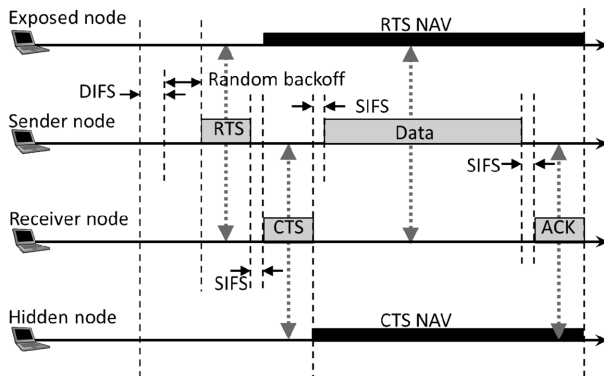 Exposed node
RTS NAV
Random backoff
DIFS
SIFS
Sender node
RTS
Data
SIFS
Receiver node
CTS
ACK
SIFS
Hidden node
CTS NAV